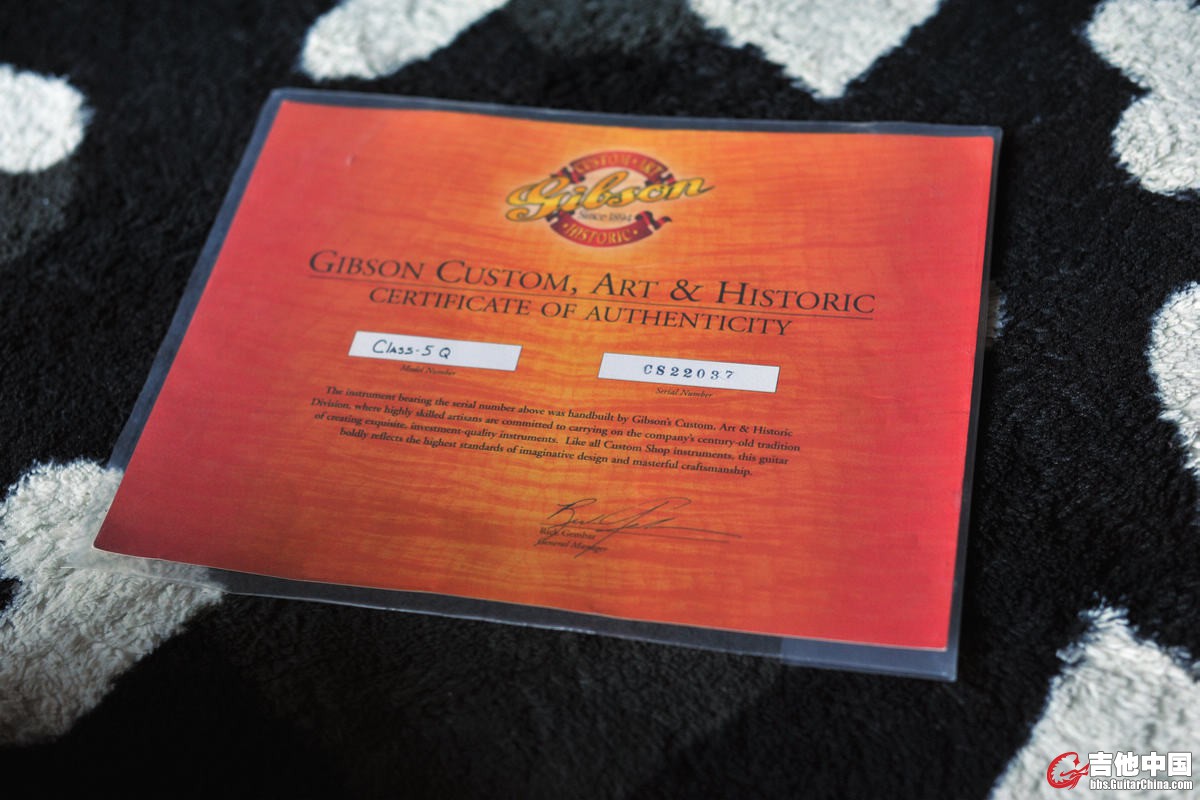 CUSTOM · ART
Gibson
Since 1894
· HISTORIC ·
GIBSON CUSTOM, ART & HISTORIC
CERTIFICATE OF AUTHENTICITY
CLASS-5 Q
CS22037
Model Number
Serial Number
The instrument bearing the serial number above was handbuilt by Gibson's Custom, Art & Historic
Division, where highly skilled artisans are committed to carrying on the company's century-old tradition
of creating exquisite, investment-quality instruments. Like all Custom Shop instruments, this guitar
boldly reflects the highest standards of imaginative design and masterful craftsmanship.
Rick Gembar
General Manager
吉他中国
bbs.GuitarChina.com